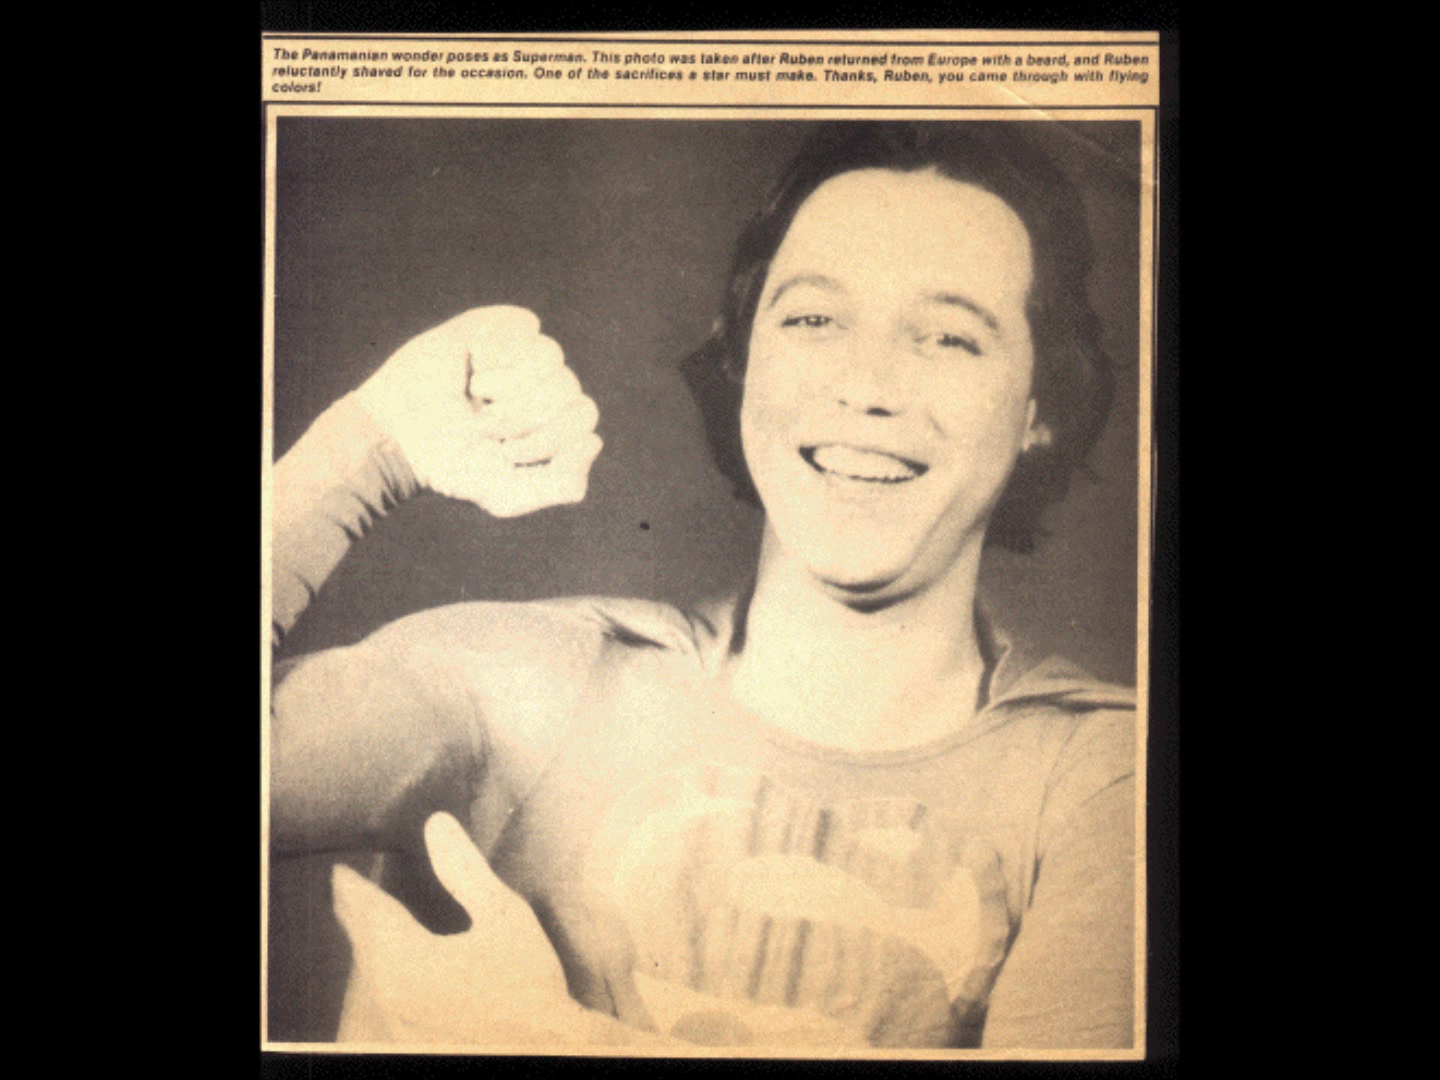 The Panamanian wonder poses as Superman. This photo was taken after Ruben returned from Europe with a beard, and Ruben
reluctantly shaved for the occasion. One of the sacrifices a star must make. Thanks, Ruben, you came through with flying
colors!